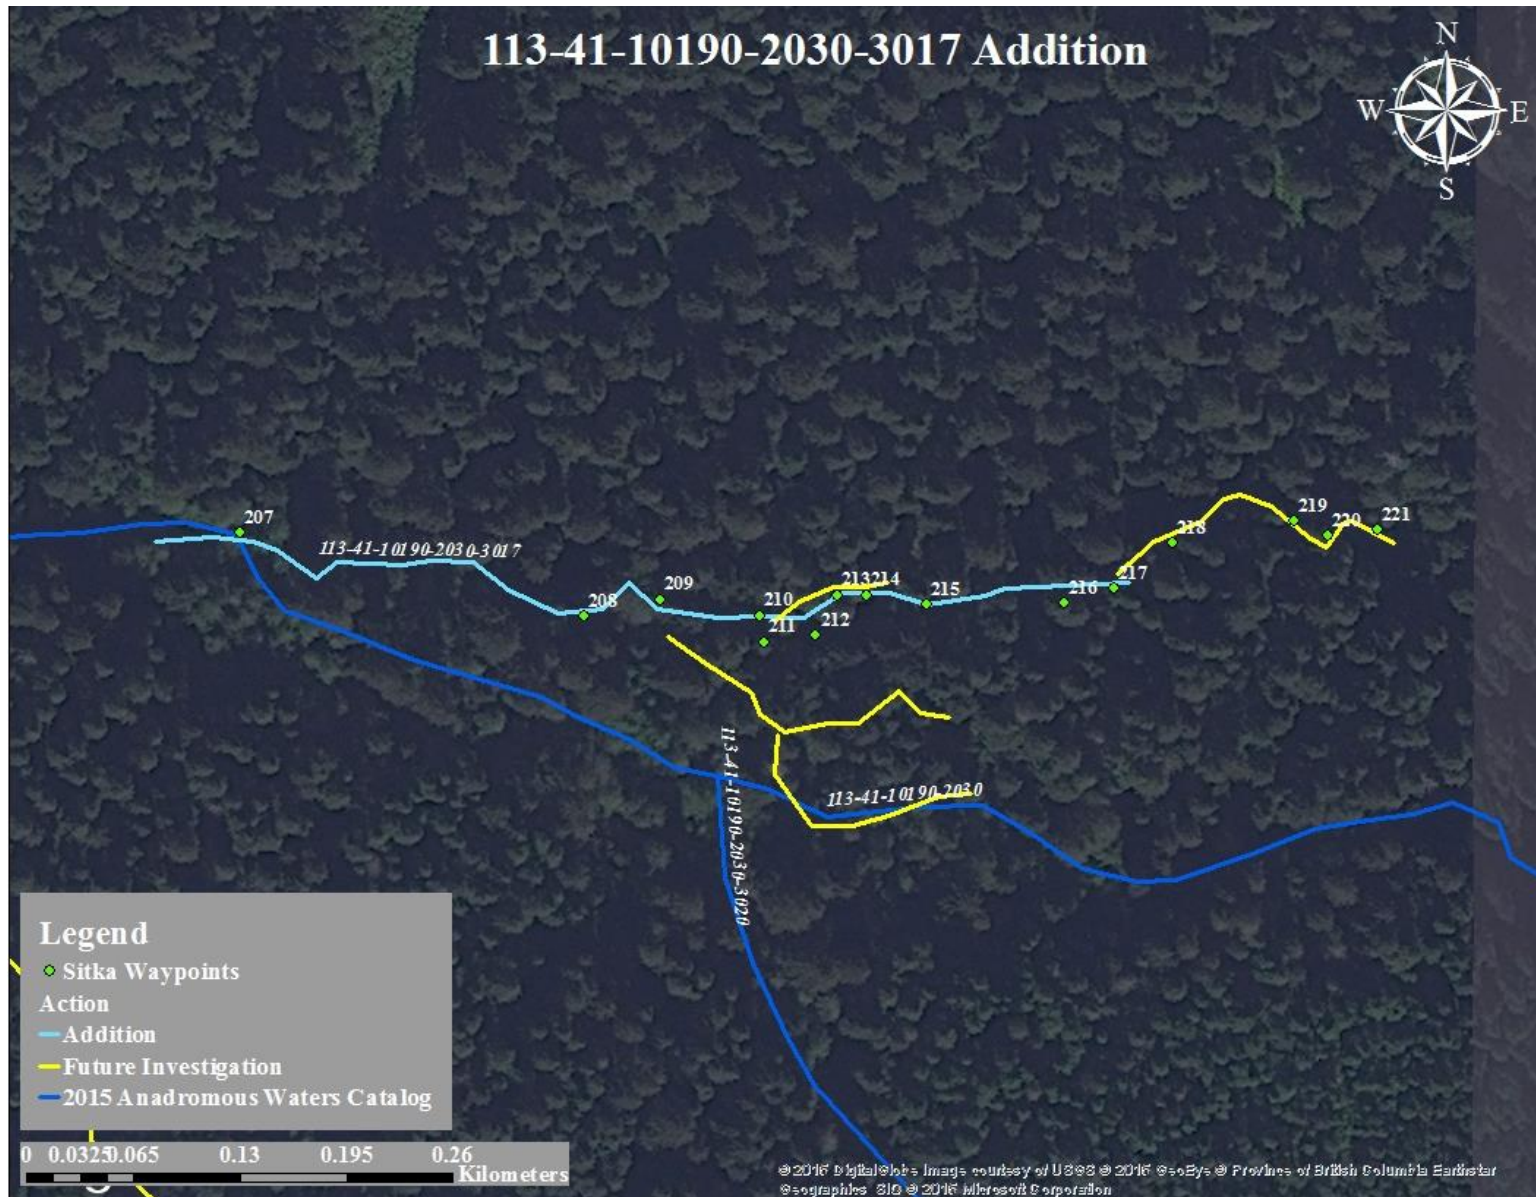 113-41-10190-2030-3017 Addition
N
W E
S
207
113-41-10190-2030-3017
208
209
210
211
212
213 214
215
216
217
218
219
220
221
113-41-10190-2030-3020
113-41-10190-2030
Legend
Sitka Waypoints
Action
Addition
Future Investigation
2015 Anadromous Waters Catalog
0 0.0325 0.065 0.13 0.195 0.26
Kilometers
© 2016 DigitalGlobe Image courtesy of USGS © 2016 GeoEye © Province of British Columbia Earthstar
Geographics SIO © 2016 Microsoft Corporation